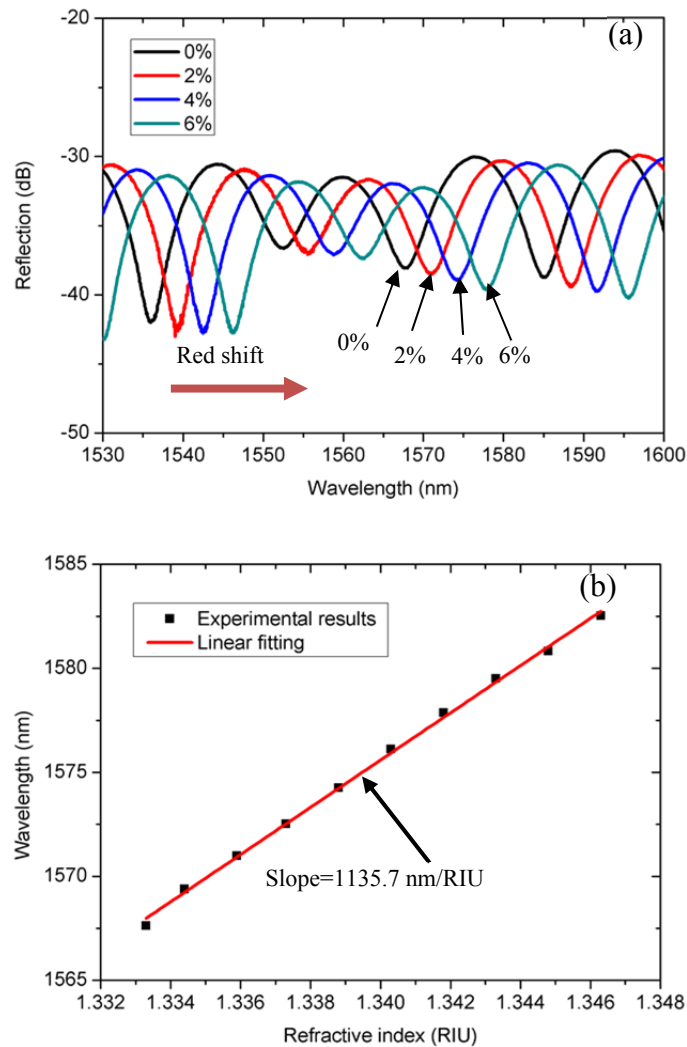 (a)
0%
2%
4%
6%
-20
-30
-40
-50
Reflection (dB)
0% 2% 4% 6%
Red shift
1530 1540 1550 1560 1570 1580 1590 1600
Wavelength (nm)
(b)
Experimental results
Linear fitting
1585
1580
1575
1570
1565
Wavelength (nm)
Slope=1135.7 nm/RIU
1.332 1.334 1.336 1.338 1.340 1.342 1.344 1.346 1.348
Refractive index (RIU)